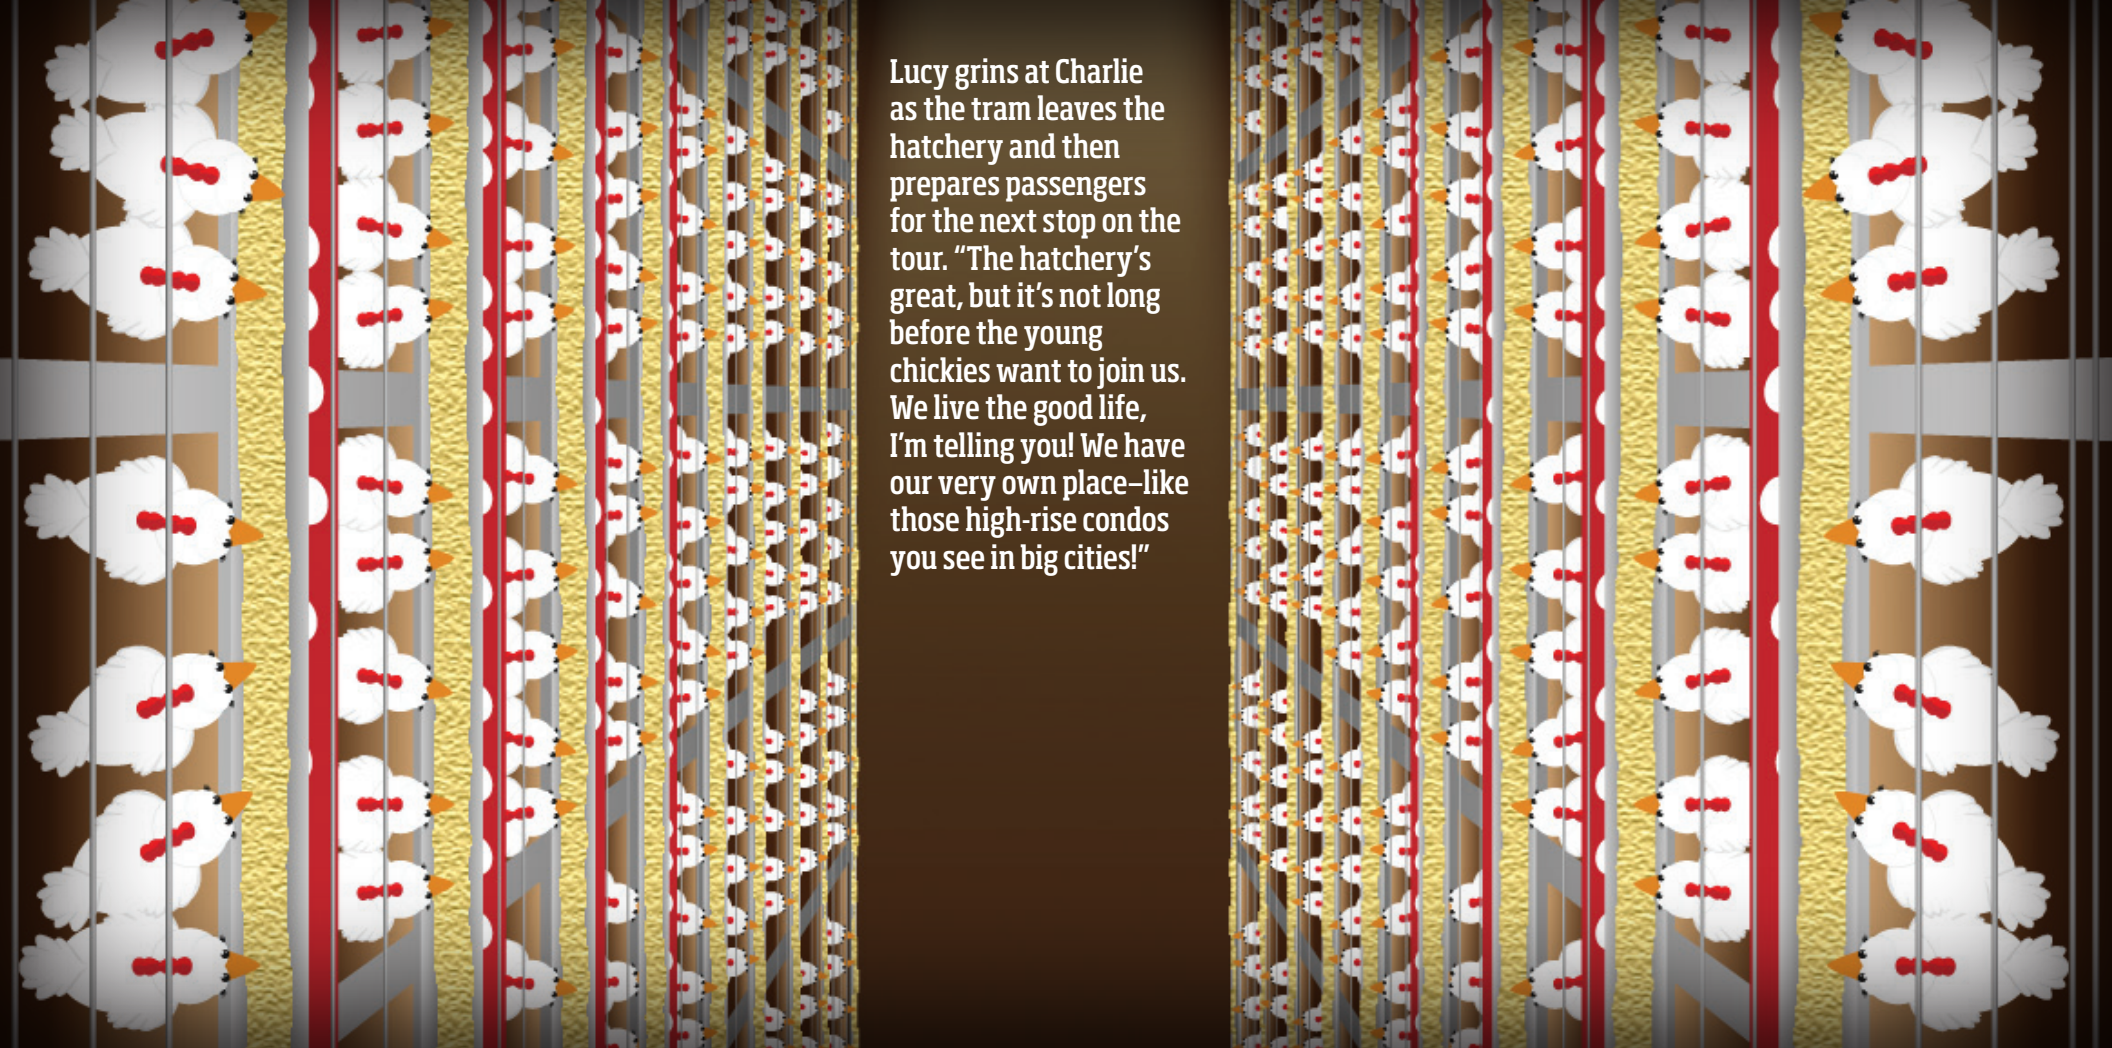 Lucy grins at Charlie
as the tram leaves the
hatchery and then
prepares passengers
for the next stop on the
tour. “The hatchery’s
great, but it’s not long
before the young
chickies want to join us.
We live the good life,
I’m telling you! We have
our very own place–like
those high-rise condos
you see in big cities!”